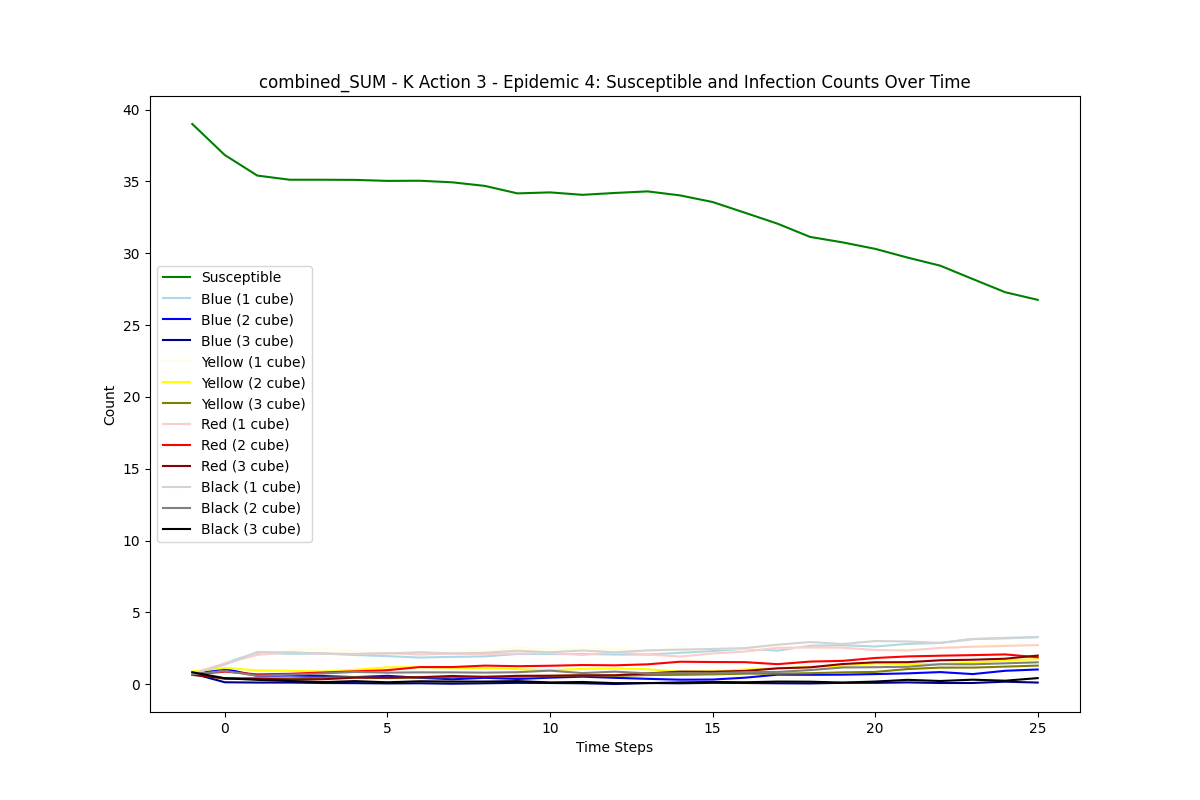 combined_SUM - K Action 3 - Epidemic 4: Susceptible and Infection Counts Over Time
40
35
30
25
20
15
10
5
0
Count
Susceptible
Blue (1 cube)
Blue (2 cube)
Blue (3 cube)
Yellow (1 cube)
Yellow (2 cube)
Yellow (3 cube)
Red (1 cube)
Red (2 cube)
Red (3 cube)
Black (1 cube)
Black (2 cube)
Black (3 cube)
0 5 10 15 20 25
Time Steps